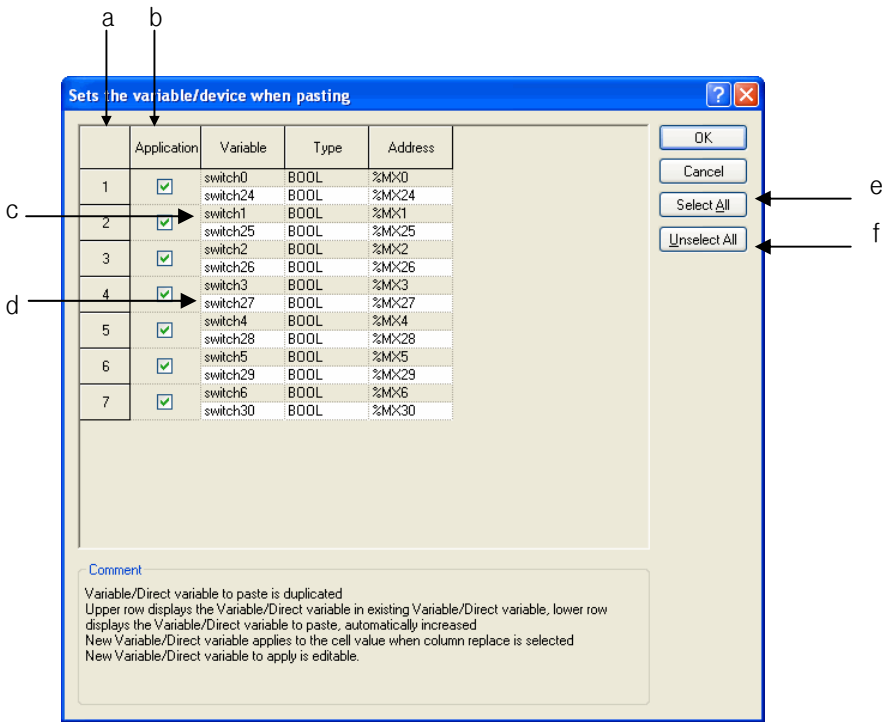 a b
Sets the variable/device when pasting
Application Variable Type Address
1 switch0 BOOL %MX0
switch24 BOOL %MX24
2 switch1 BOOL %MX1
switch25 BOOL %MX25
3 switch2 BOOL %MX2
switch26 BOOL %MX26
4 switch3 BOOL %MX3
switch27 BOOL %MX27
5 switch4 BOOL %MX4
switch28 BOOL %MX28
6 switch5 BOOL %MX5
switch29 BOOL %MX29
7 switch6 BOOL %MX6
switch30 BOOL %MX30
OK
Cancel
Select All
Unselect All
c
d
e
f
Comment
Variable/Direct variable to paste is duplicated
Upper row displays the Variable/Direct variable in existing Variable/Direct variable, lower row
displays the Variable/Direct variable to paste, automatically increased
New Variable/Direct variable applies to the cell value when column replace is selected
New Variable/Direct variable to apply is editable.